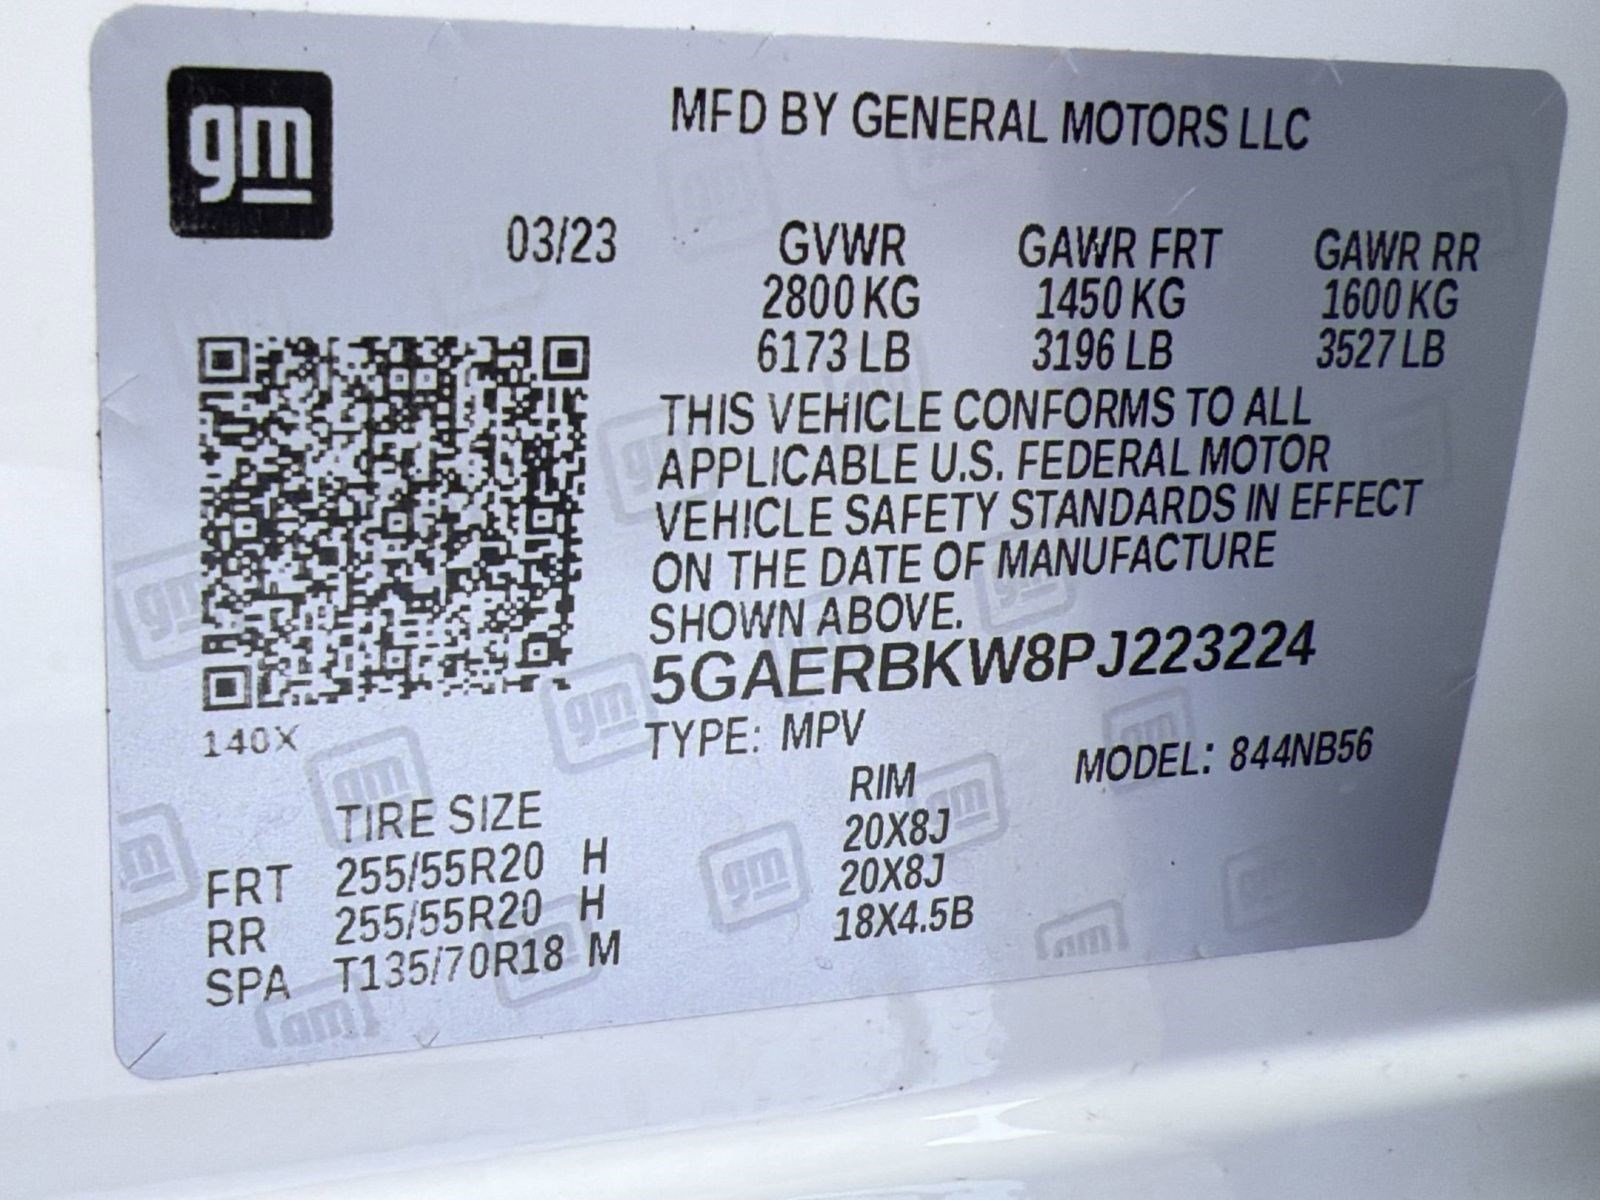 gm
MFD BY GENERAL MOTORS LLC
03/23 GVWR GAWR FRT GAWR RR
2800 KG 1450 KG 1600 KG
6173 LB 3196 LB 3527 LB
THIS VEHICLE CONFORMS TO ALL
APPLICABLE U.S. FEDERAL MOTOR
VEHICLE SAFETY STANDARDS IN EFFECT
ON THE DATE OF MANUFACTURE
SHOWN ABOVE.
5GAERBKW8PJ223224
140X
TYPE: MPV MODEL: 844NB56
TIRE SIZE RIM
FRT 255/55R20 H 20X8J
RR 255/55R20 H 20X8J
SPA T135/70R18 M 18X4.5B